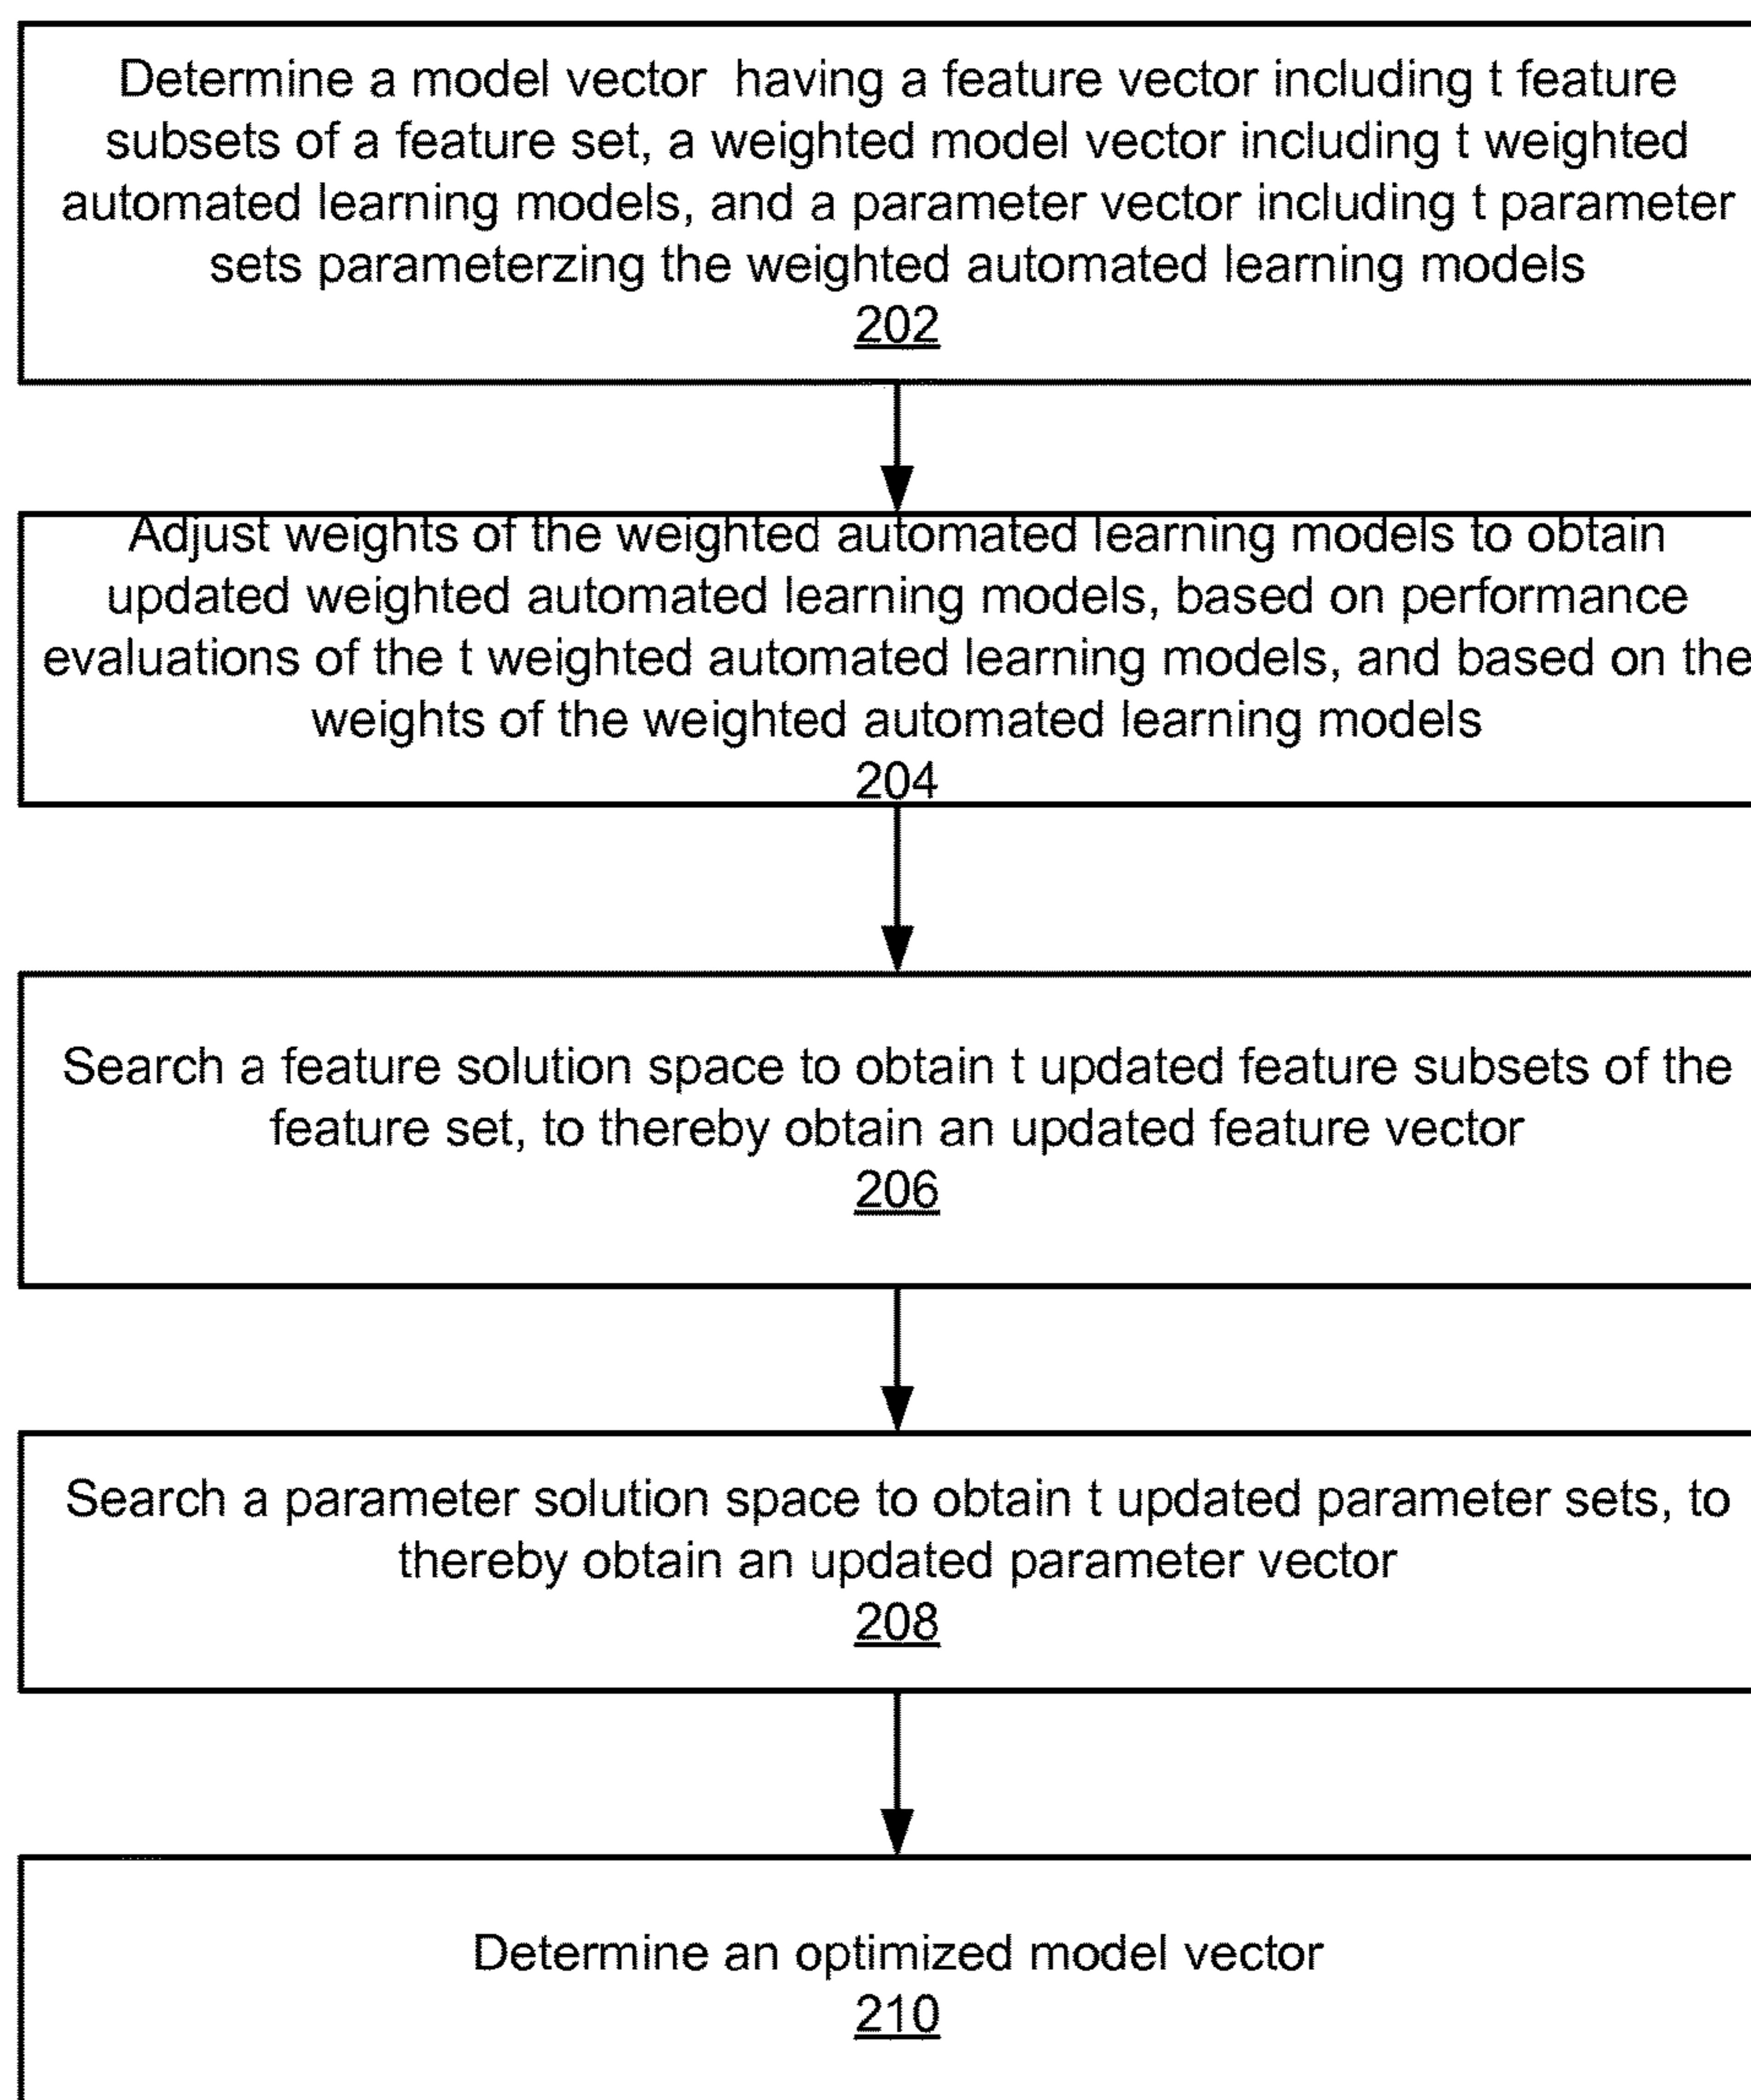 Determine a model vector having a feature vector including t feature
subsets of a feature set, a weighted model vector including t weighted
automated learning models, and a parameter vector including t parameter
sets parameterzing the weighted automated learning models
202
Adjust weights of the weighted automated learning models to obtain
updated weighted automated learning models, based on performance
evaluations of the t weighted automated learning models, and based on the
weights of the weighted automated learning models
204
Search a feature solution space to obtain t updated feature subsets of the
feature set, to thereby obtain an updated feature vector
206
Search a parameter solution space to obtain t updated parameter sets, to
thereby obtain an updated parameter vector
208
Determine an optimized model vector
210